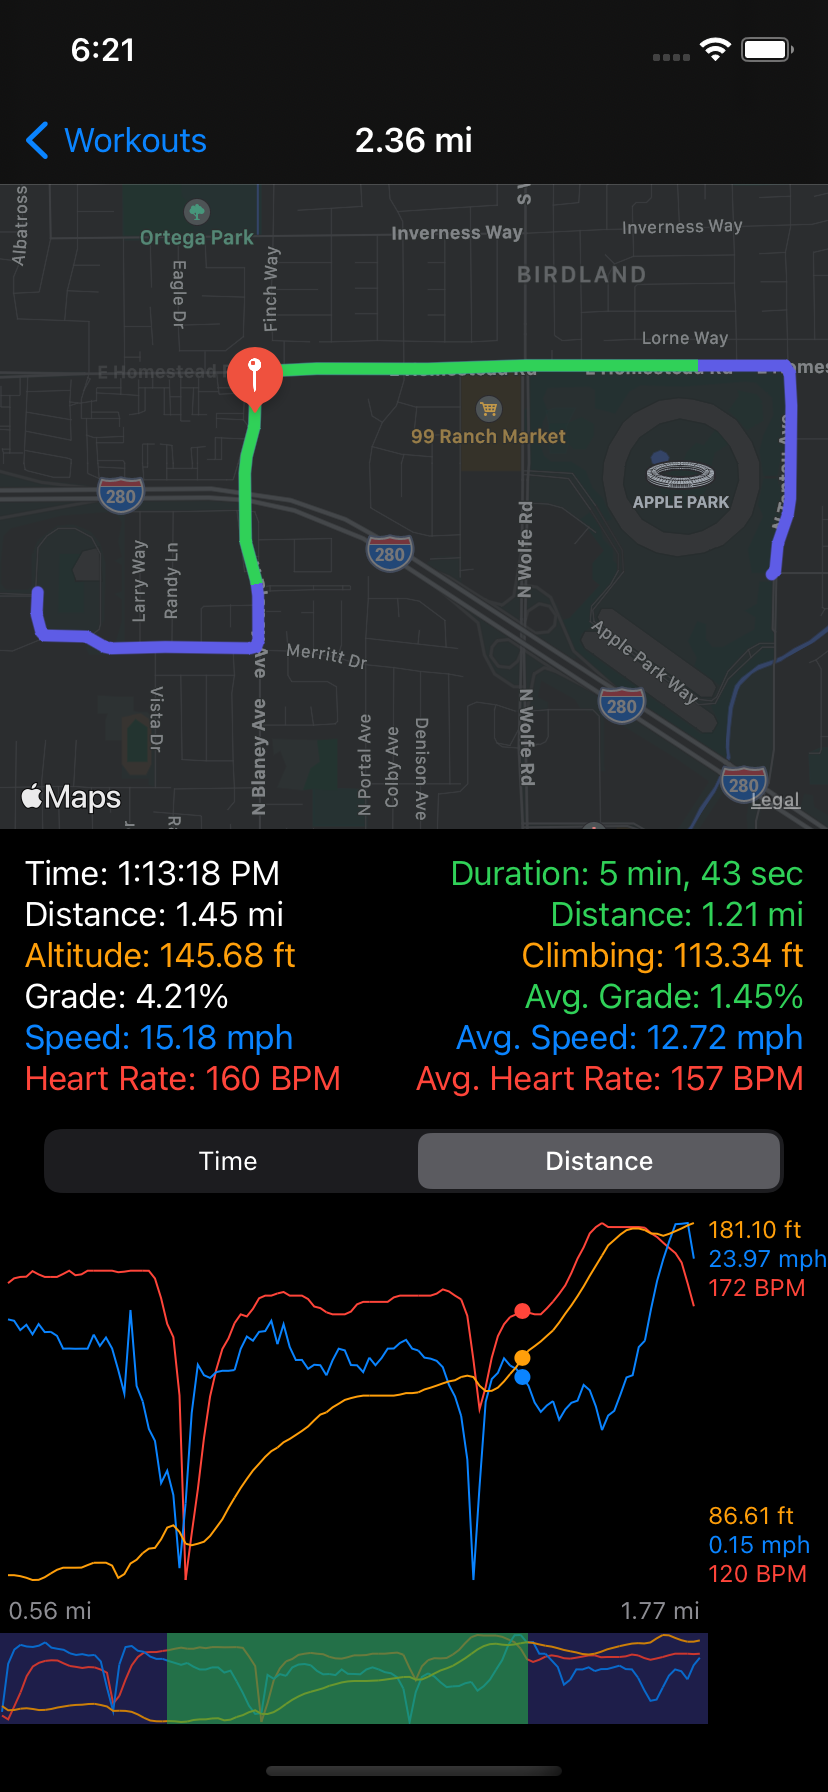 6:21
Workouts
2.36 mi
Albatross
Ortega Park
Eagle Dr
Finch Way
Inverness Way
Inverness Way
BIRDLAND
Lorne Way
E Homestead
99 Ranch Market
APPLE PARK
280
280
280
280
Larry Way
Randy Ln
N Wolfe Rd
Merritt Dr
Apple Park Way
Vista Dr
N Blaney Ave
N Portal Ave
Colby Ave
Denison Ave
N Wolfe Rd
Maps
Legal
Time: 1:13:18 PM
Distance: 1.45 mi
Altitude: 145.68 ft
Grade: 4.21%
Speed: 15.18 mph
Heart Rate: 160 BPM
Duration: 5 min, 43 sec
Distance: 1.21 mi
Climbing: 113.34 ft
Avg. Grade: 1.45%
Avg. Speed: 12.72 mph
Avg. Heart Rate: 157 BPM
Time
Distance
181.10 ft
23.97 mph
172 BPM
86.61 ft
0.15 mph
120 BPM
0.56 mi
1.77 mi